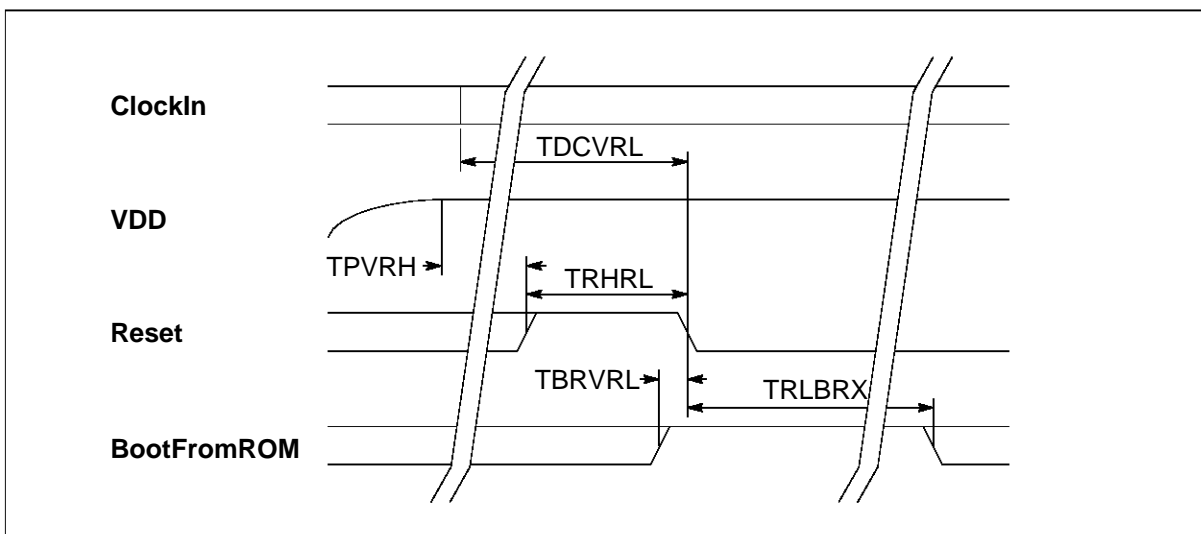 ClockIn
TDCVRL
VDD
TPVRH
TRHRL
Reset
TBRVRL
TRLBRX
BootFromROM